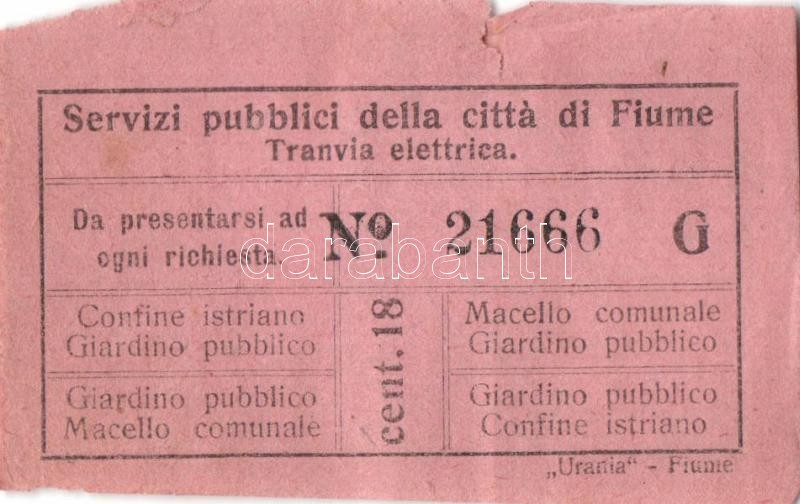 Servizi pubblici della città di Fiume
Tranvia elettrica.
Da presentarsi ad
ogni richiesta.
No. 21666 G
Confine istriano
Giardino pubblico
Giardino pubblico
Macello comunale
cent. 18
Macello comunale
Giardino pubblico
Giardino pubblico
Confine istriano
„Urania“ - Fiume
darabanth